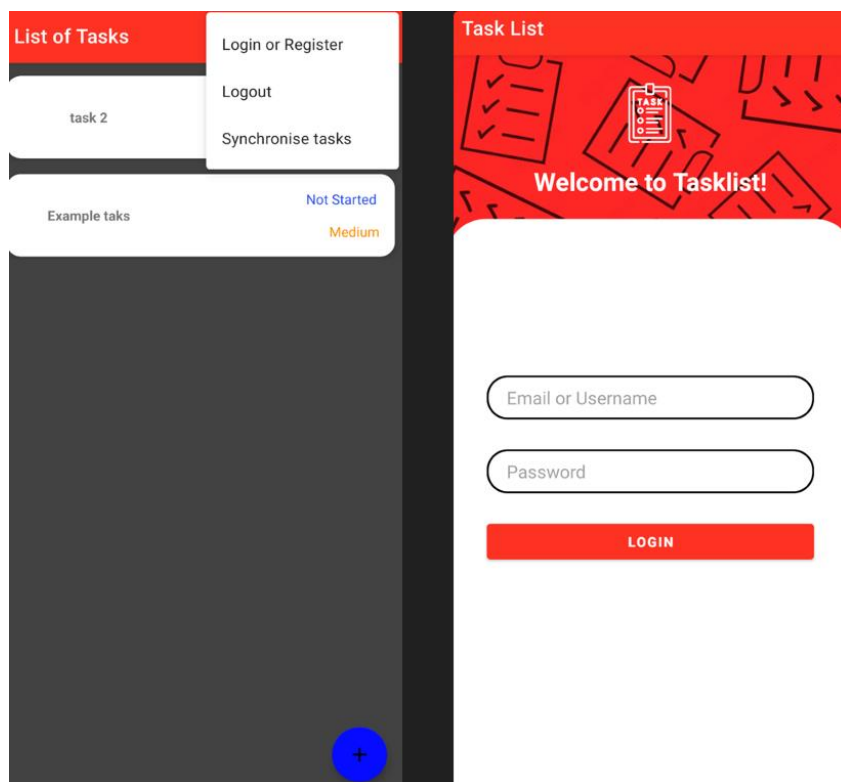 List of Tasks
Login or Register
Logout
Synchronise tasks
task 2
Example taks
Not Started
Medium
+
Task List
TASK
Welcome to Tasklist!
Email or Username
Password
LOGIN